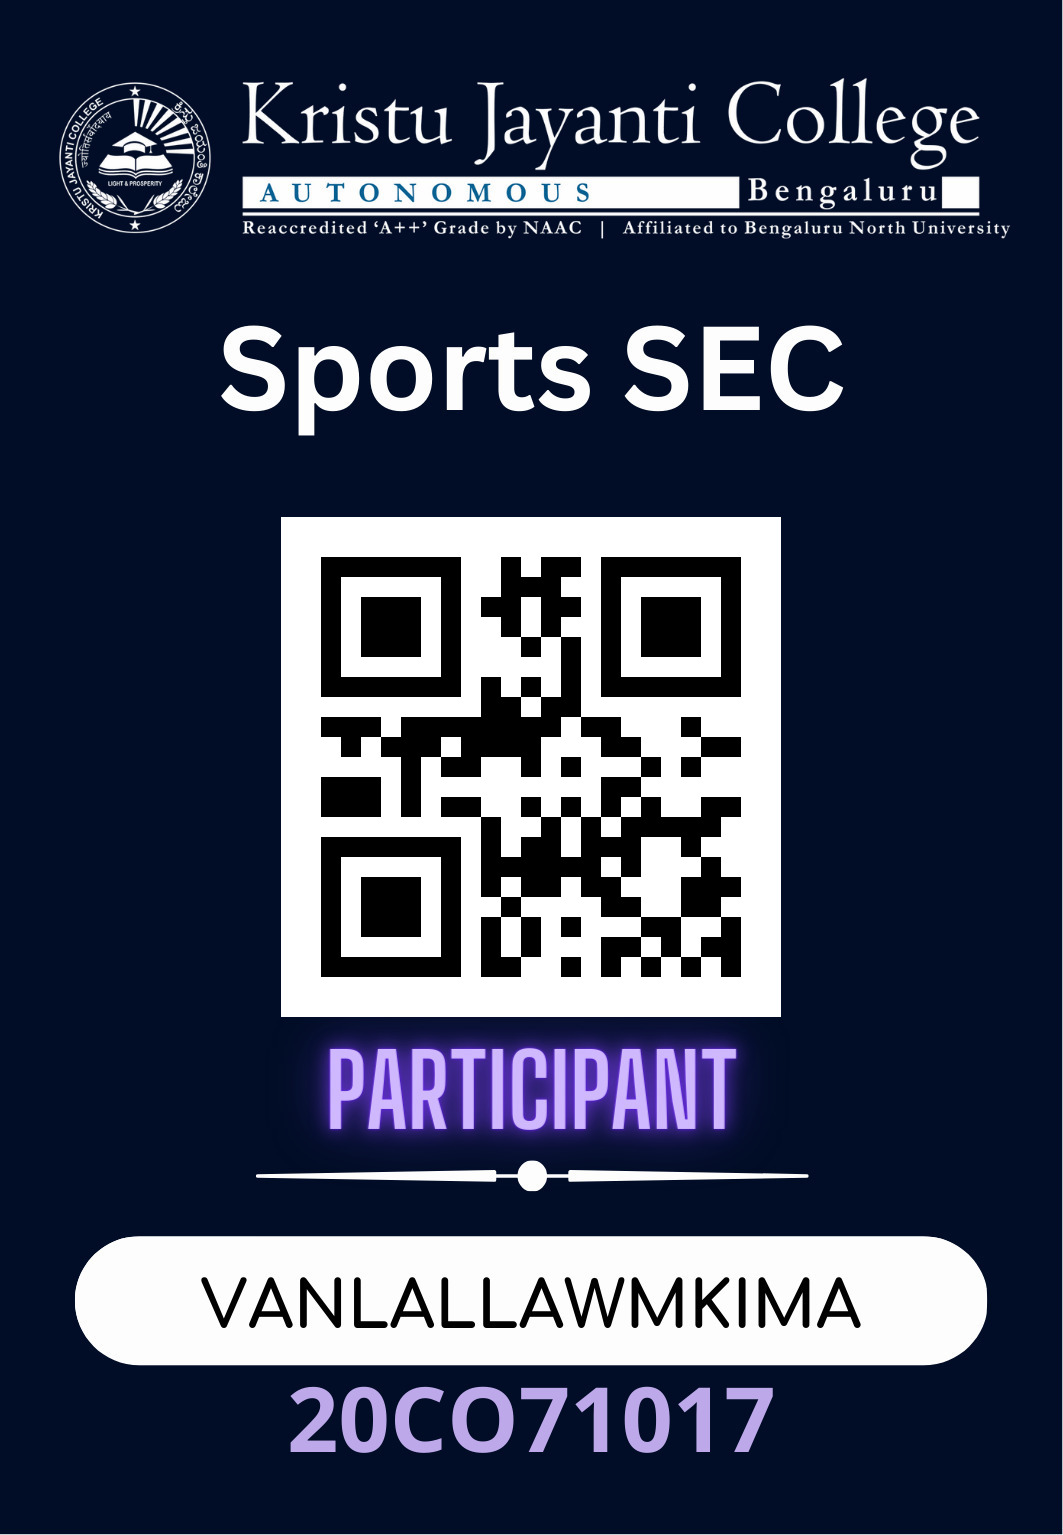 KRISTU JAYANTI COLLEGE
ಕ್ರಿಸ್ತು ಜಯಂತಿ ಕಾಲೇಜು
LIGHT & PROSPERITY
Kristu Jayanti College
AUTONOMOUS Bengaluru
Reaccredited ‘A++’ Grade by NAAC | Affiliated to Bengaluru North University
Sports SEC
PARTICIPANT
VANLALLAWMKIMA
20CO71017